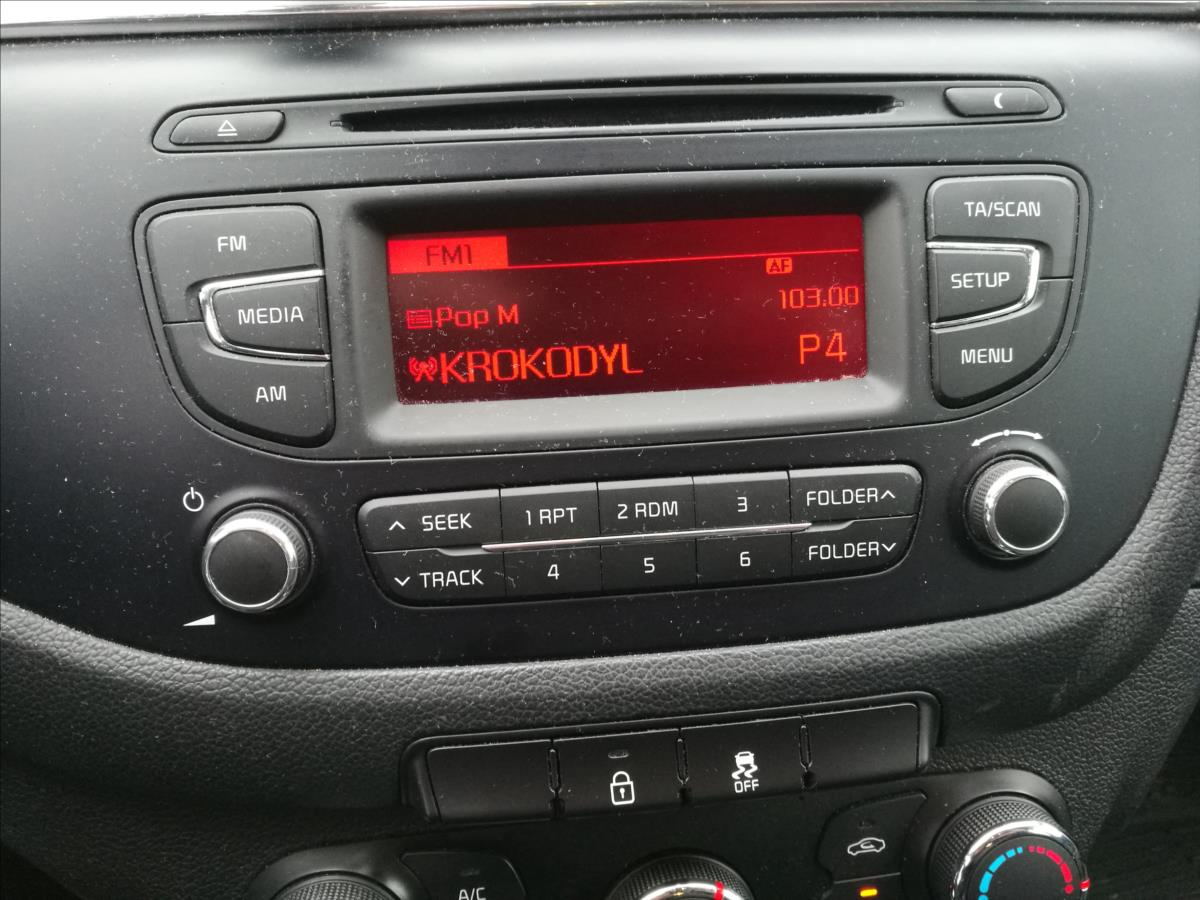 FM
MEDIA
AM
FM1
AF
103.00
Pop M
KROKODYL
P4
TA/SCAN
SETUP
MENU
SEEK
1 RPT
2 RDM
3
FOLDER
TRACK
4
5
6
FOLDER
OFF
A/C